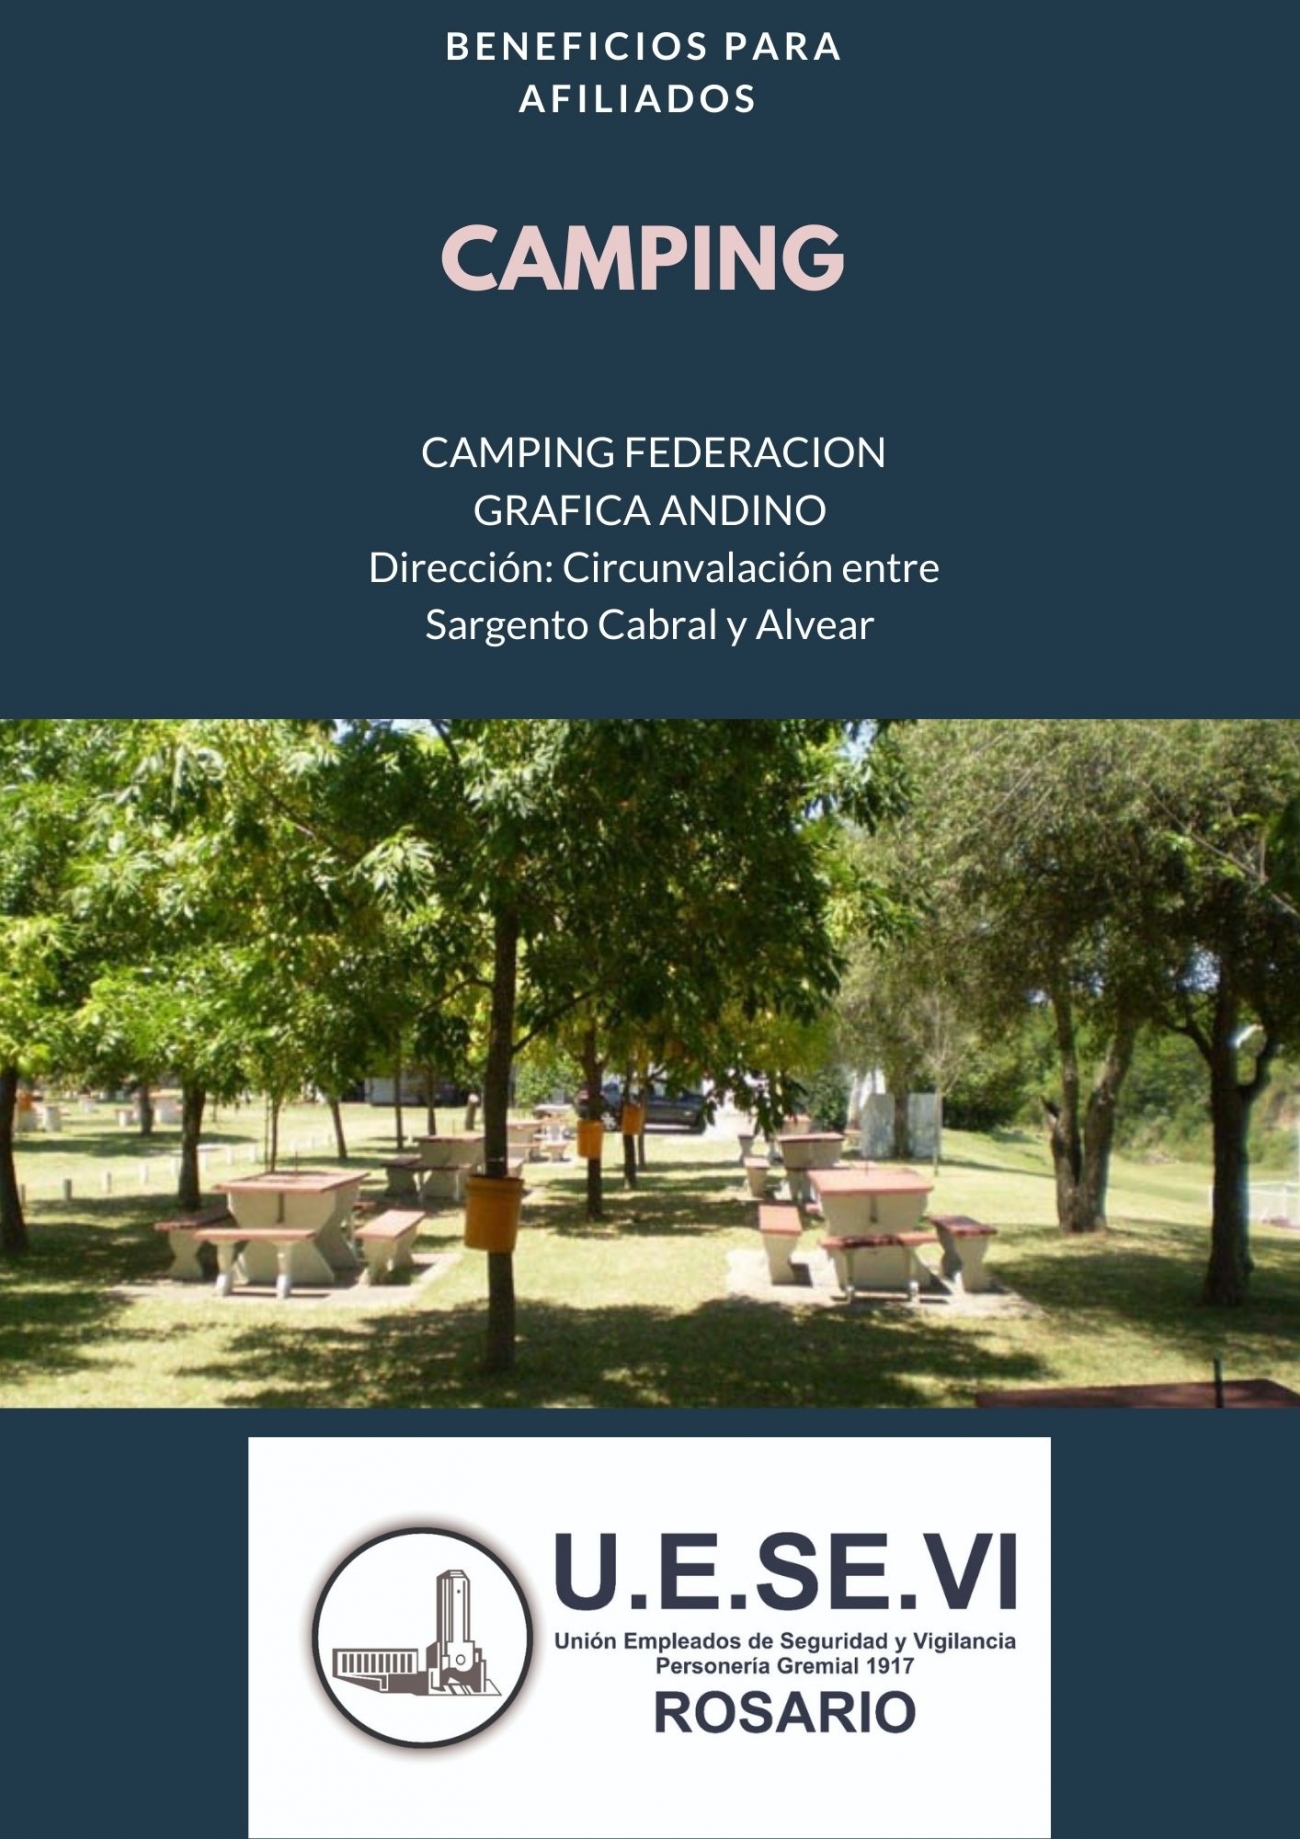 BENEFICIOS PARA
AFILIADOS
CAMPING
CAMPING FEDERACION
GRAFICA ANDINO
Dirección: Circunvalación entre
Sargento Cabral y Alvear
U.E.SE.VI
Unión Empleados de Seguridad y Vigilancia
Personería Gremial 1917
ROSARIO